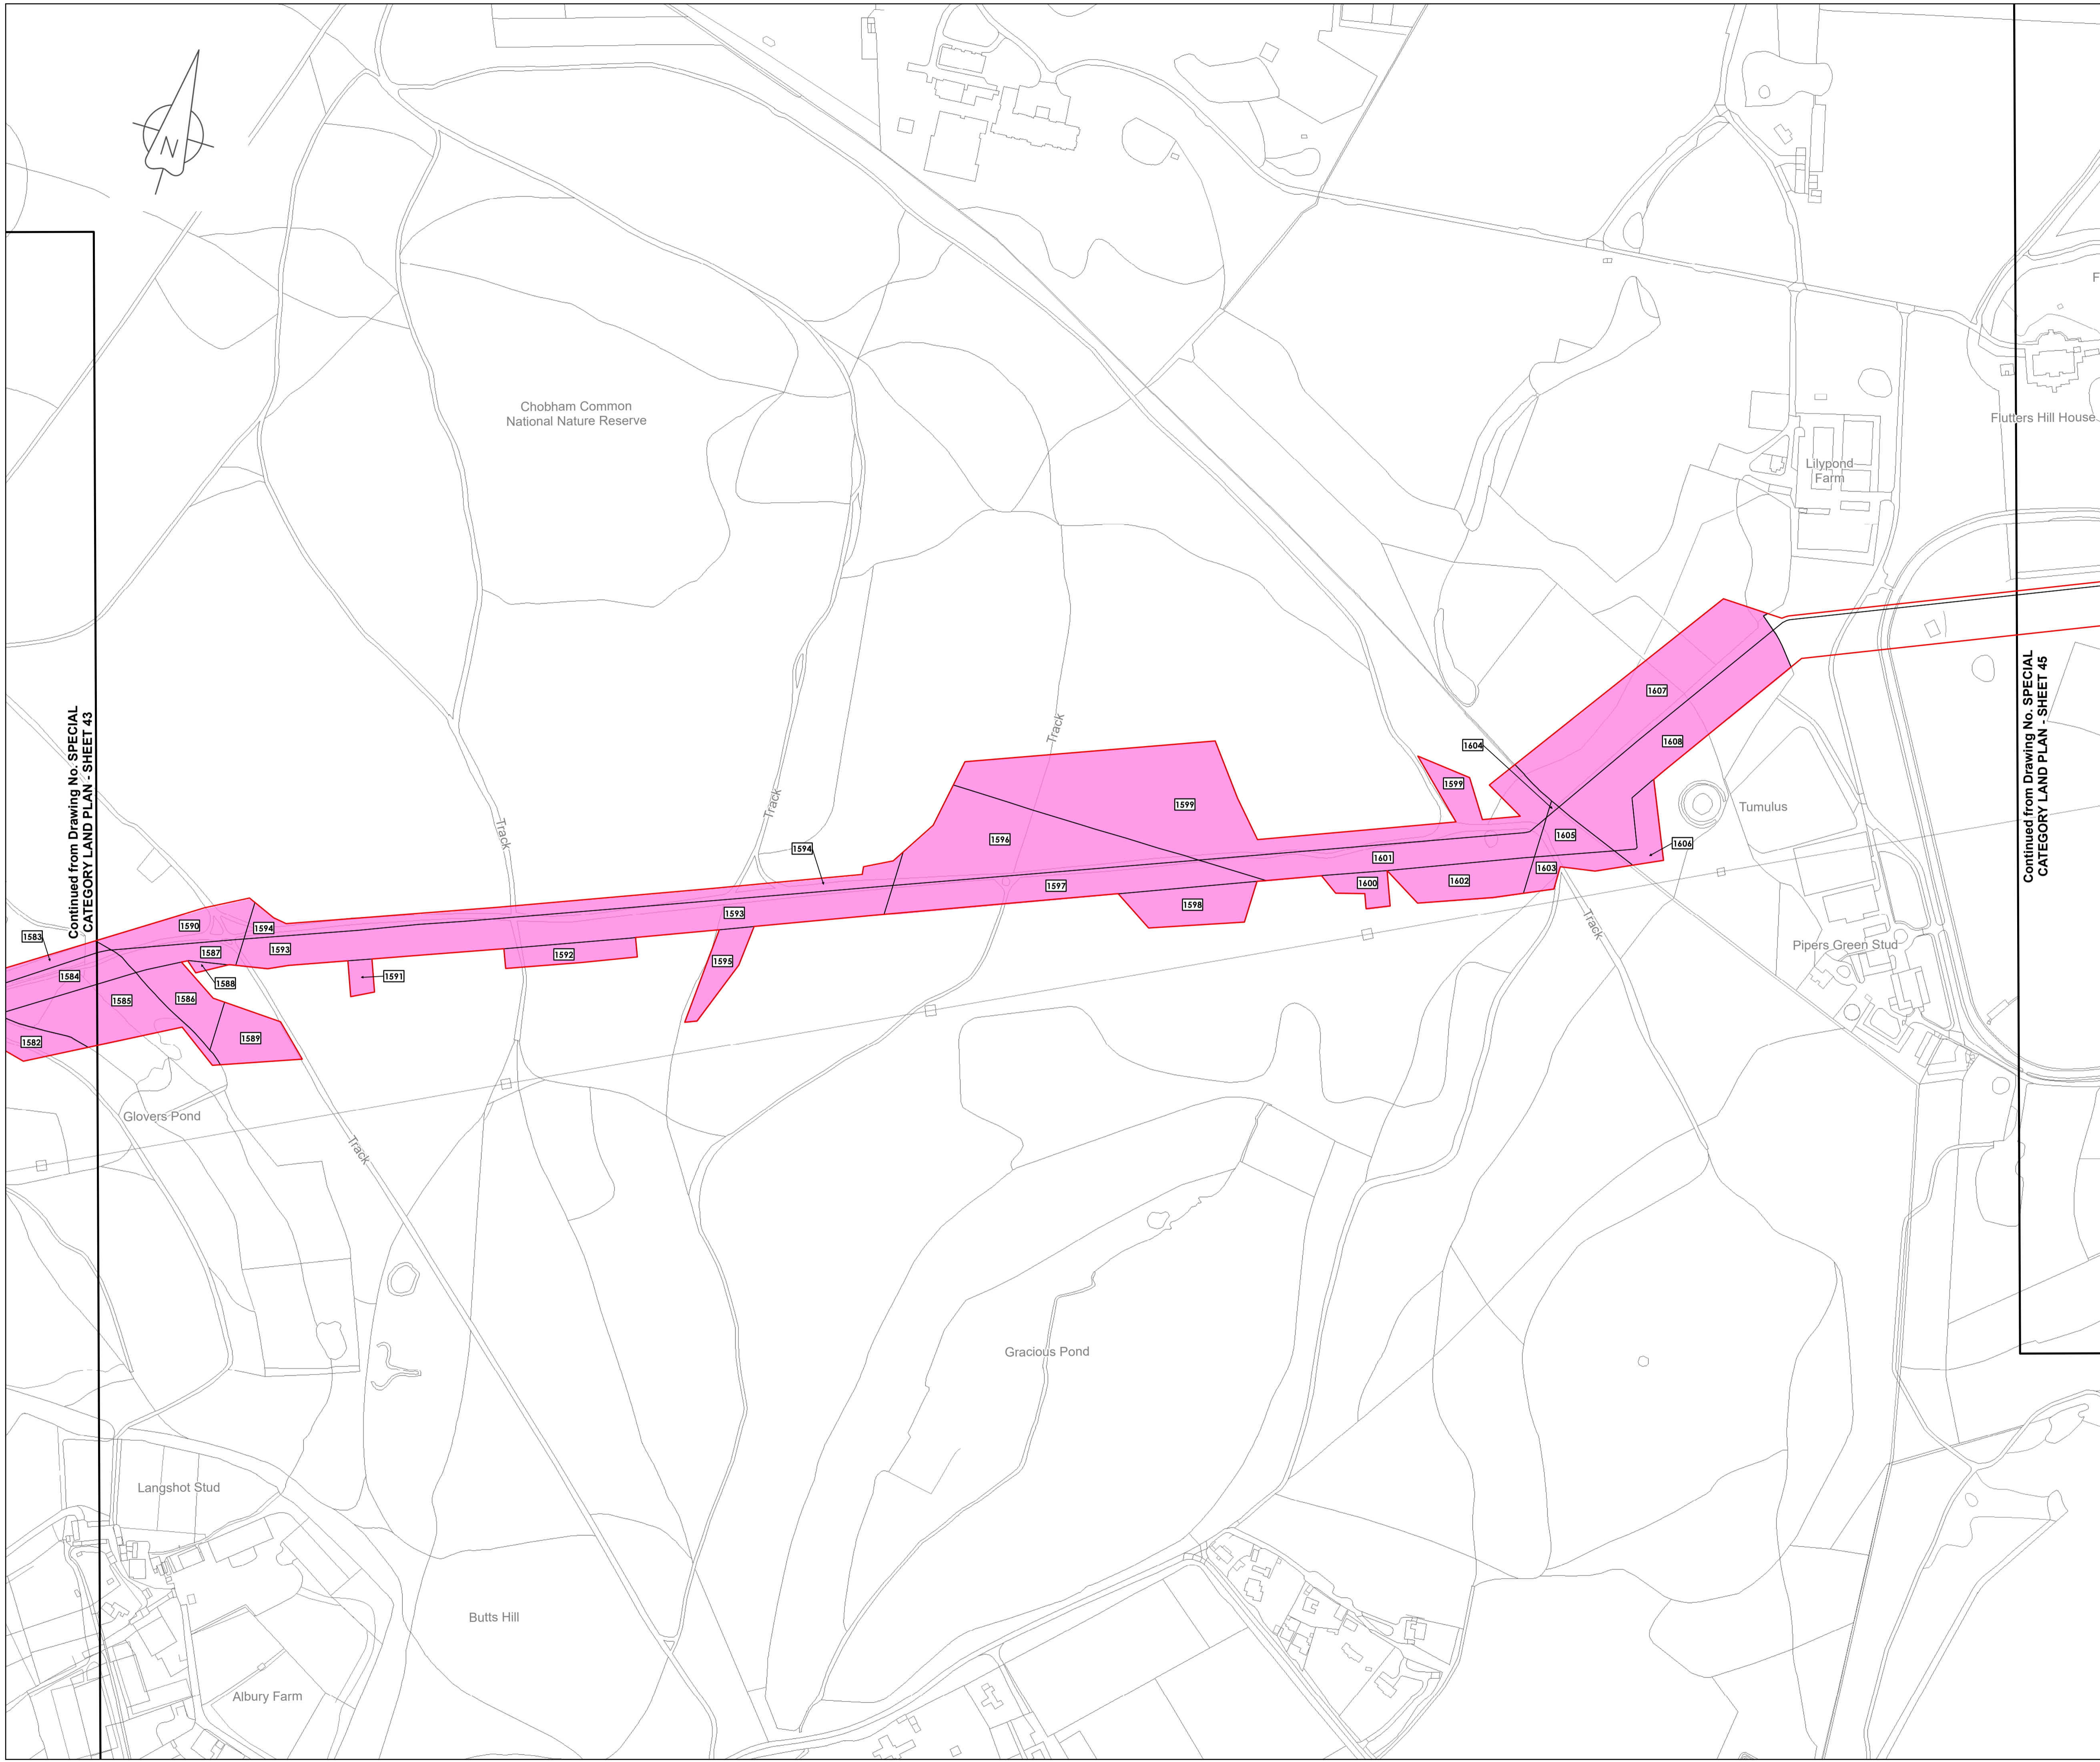 N
F
Chobham Common
National Nature Reserve
Flutters Hill House
Lilypond
Farm
Continued from Drawing No. SPECIAL
CATEGORY LAND PLAN - SHEET 43
Continued from Drawing No. SPECIAL
CATEGORY LAND PLAN - SHEET 45
1607
Track
1604
1608
1599
Track
1599
Tumulus
Track
1596
1605
1594
1606
1601
1603
1602
1600
1597
1598
1593
1590
1594
Track
1583
1587
1593
1592
Pipers Green Stud
1595
1584
1591
1588
1585
1586
1582
1589
Glovers Pond
Track
Gracious Pond
Langshot Stud
Butts Hill
Albury Farm